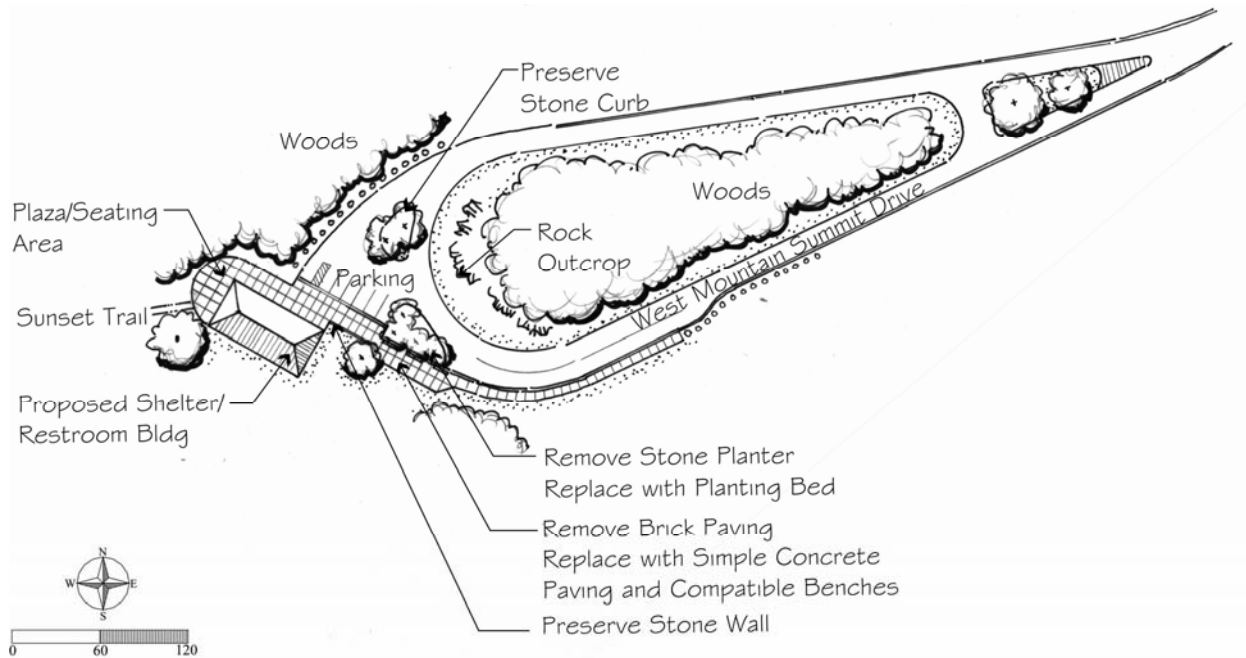 Preserve
Stone Curb
Woods
Plaza/Seating
Area
Woods
Rock
Outcrop
Parking
West Mountain Summit Drive
Sunset Trail
Proposed Shelter/
Restroom Bldg
Remove Stone Planter
Replace with Planting Bed
Remove Brick Paving
Replace with Simple Concrete
Paving and Compatible Benches
Preserve Stone Wall
N
W E
S
0 60 120